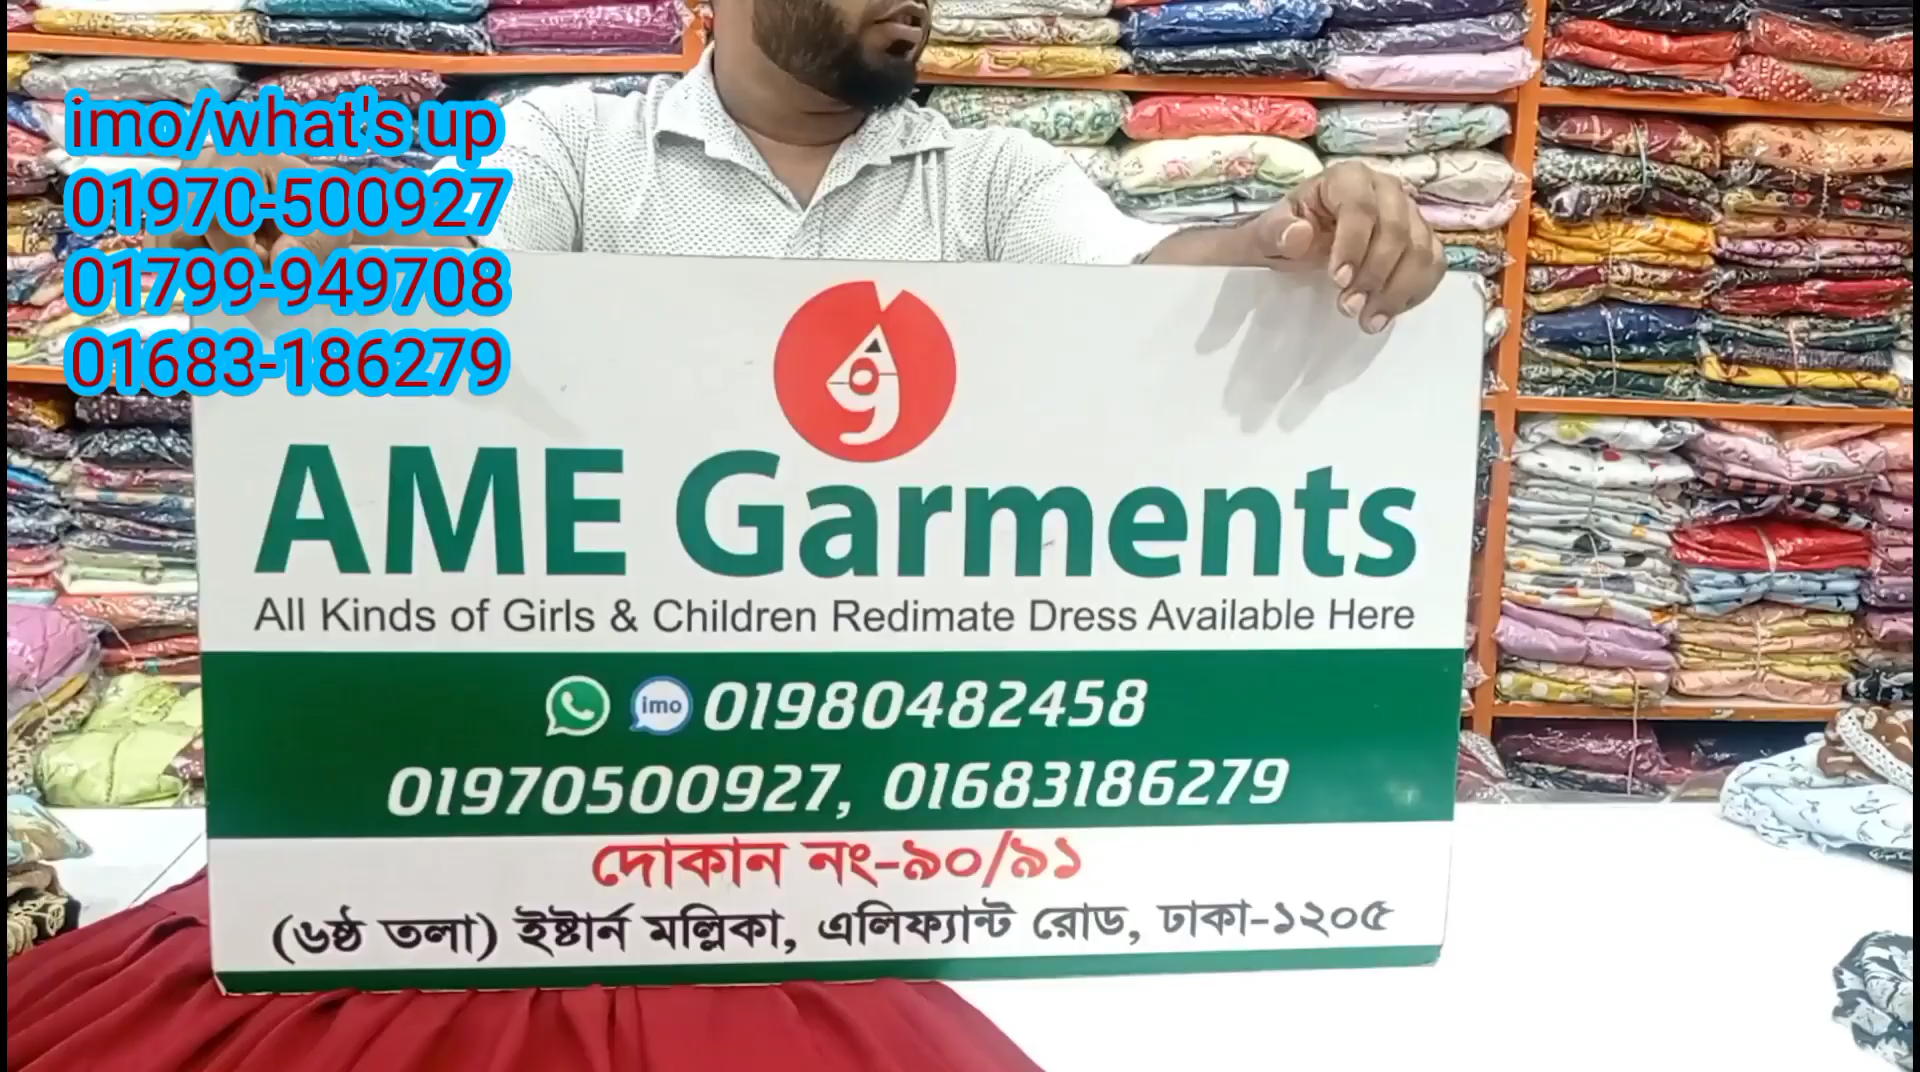 imo/what's up
01970-500927
01799-949708
01683-186279
AME Garments
All Kinds of Girls & Children Redimate Dress Available Here
imo 01980482458
01970500927, 01683186279
দোকান নং-৯০/৯১
(৬ষ্ঠ তলা) ইষ্টার্ন মল্লিকা, এলিফ্যান্ট রোড, ঢাকা-১২০৫